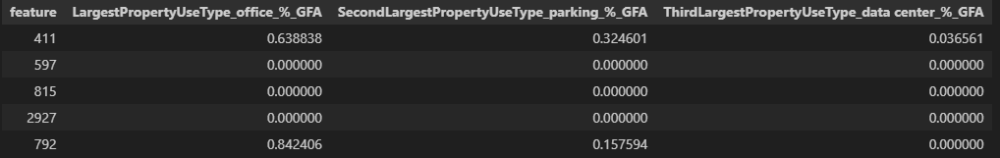 feature LargestPropertyUseType_office_%_GFA SecondLargestPropertyUseType_parking_%_GFA ThirdLargestPropertyUseType_data center_%_GFA
411 0.638838 0.324601 0.036561
597 0.000000 0.000000 0.000000
815 0.000000 0.000000 0.000000
2927 0.000000 0.000000 0.000000
792 0.842406 0.157594 0.000000